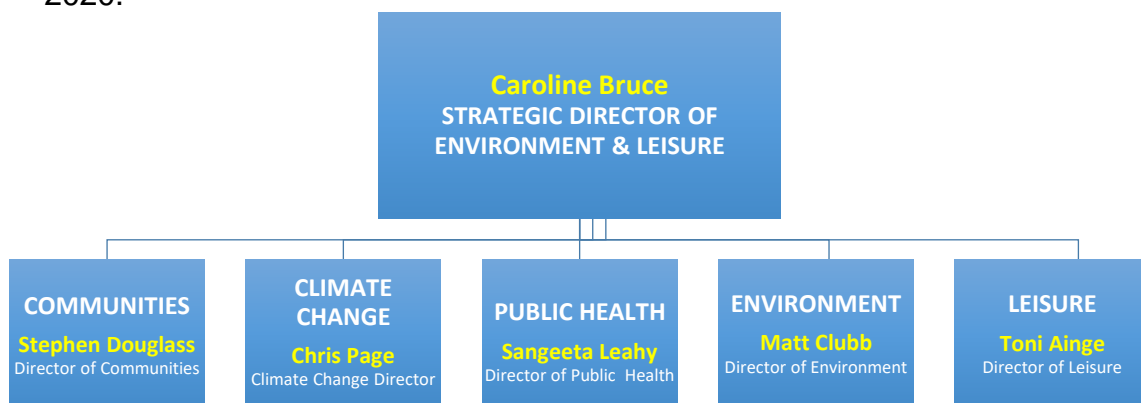 2020.
Caroline Bruce
STRATEGIC DIRECTOR OF
ENVIRONMENT & LEISURE
COMMUNITIES
Stephen Douglass
Director of Communities
CLIMATE
CHANGE
Chris Page
Climate Change Director
PUBLIC HEALTH
Sangeeta Leahy
Director of Public Health
ENVIRONMENT
Matt Clubb
Director of Environment
LEISURE
Toni Ainge
Director of Leisure